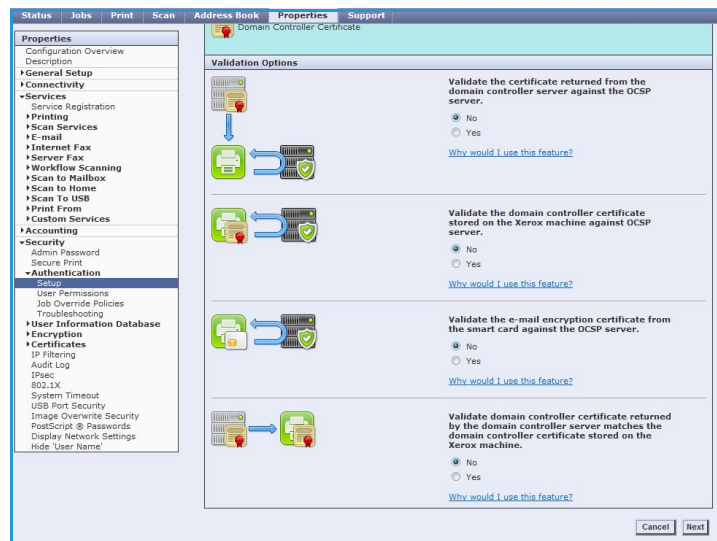 Status Jobs Print Scan Address Book Properties Support
Properties
Configuration Overview
Description
General Setup
Connectivity
Services
Service Registration
Printing
Scan Services
E-mail
Internet Fax
Server Fax
Workflow Scanning
Scan to Mailbox
Scan to Home
Scan To USB
Print From
Custom Services
Accounting
Security
Admin Password
Secure Print
Authentication
Setup
User Permissions
Job Override Policies
Troubleshooting
User Information Database
Encryption
Certificates
IP Filtering
Audit Log
IPsec
802.1X
System Timeout
USB Port Security
Image Overwrite Security
PostScript ® Passwords
Display Network Settings
Hide 'User Name'
Domain Controller Certificate
Validation Options
Validate the certificate returned from the
domain controller server against the OCSP
server.
No
Yes
Why would I use this feature?
Validate the domain controller certificate
stored on the Xerox machine against OCSP
server.
No
Yes
Why would I use this feature?
Validate the e-mail encryption certificate from
the smart card against the OCSP server.
No
Yes
Why would I use this feature?
Validate domain controller certificate returned
by the domain controller server matches the
domain controller certificate stored on the
Xerox machine.
No
Yes
Why would I use this feature?
Cancel Next